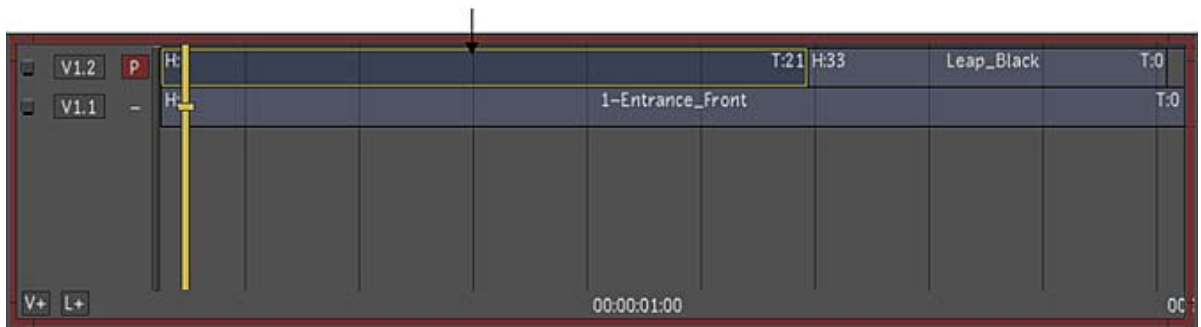 V1.2 P H: T:21 H:33 Leap_Black T:0
V1.1 - H: 1-Entrance_Front T:0
V+ L+ 00:00:01:00